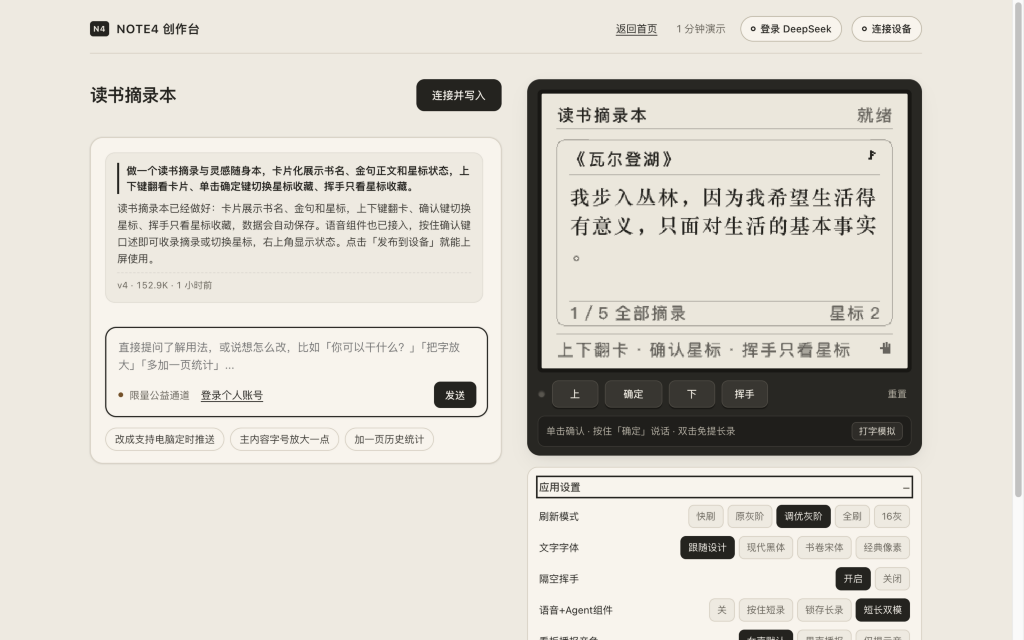 N4 NOTE4 创作台
返回首页
1 分钟演示
登录 DeepSeek
连接设备
读书摘录本
连接并写入
做一个读书摘录与灵感随身本，卡片化展示书名、金句正文和星标状态，上
下键翻看卡片、单击确定键切换星标收藏、挥手只看星标收藏。
读书摘录本已经做好：卡片展示书名、金句和星标，上下键翻卡、确认键切换
星标、挥手只看星标收藏，数据会自动保存。语音组件也已接入，按住确认键
口述即可收录摘录或切换星标，右上角显示状态。点击「发布到设备」就能上
屏使用。
v4 · 152.9K · 1 小时前
直接提问了解用法，或说想怎么改，比如「你可以干什么？」「把字放
大」「多加一页统计」…
限量公益通道
登录个人账号
发送
改成支持电脑定时推送
主内容字号放大一点
加一页历史统计
读书摘录本
就绪
《瓦尔登湖》
我步入丛林，因为我希望生活得
有意义，只面对生活的基本事实
。
1 / 5 全部摘录
星标 2
上下翻卡 · 确认星标 · 挥手只看星标
上
确定
下
挥手
重置
单击确认 · 按住「确定」说话 · 双击免提长录
打字模拟
应用设置
–
刷新模式
快刷
原灰阶
调优灰阶
全刷
16灰
文字字体
跟随设计
现代黑体
书卷宋体
经典像素
隔空挥手
开启
关闭
语音+Agent组件
关
按住短录
锁存长录
短长双模